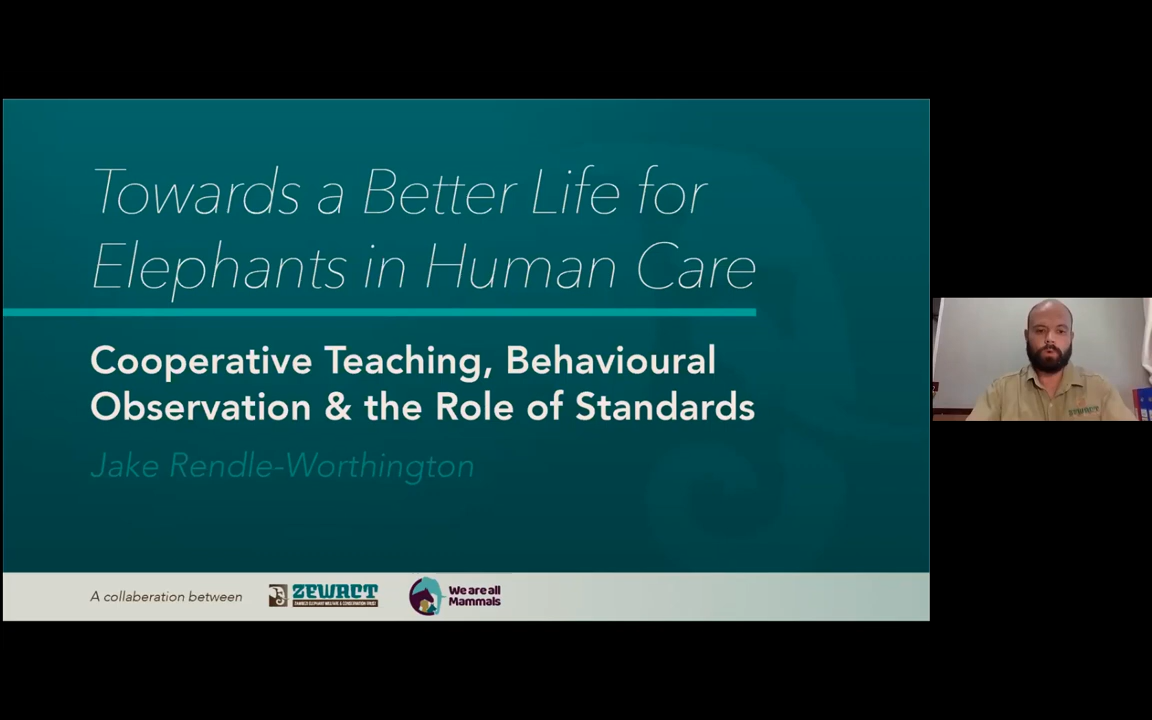 Towards a Better Life for
Elephants in Human Care
Cooperative Teaching, Behavioural
Observation & the Role of Standards
Jake Rendle-Worthington
A collaberation between
ZEWRCT
We are all
Mammals